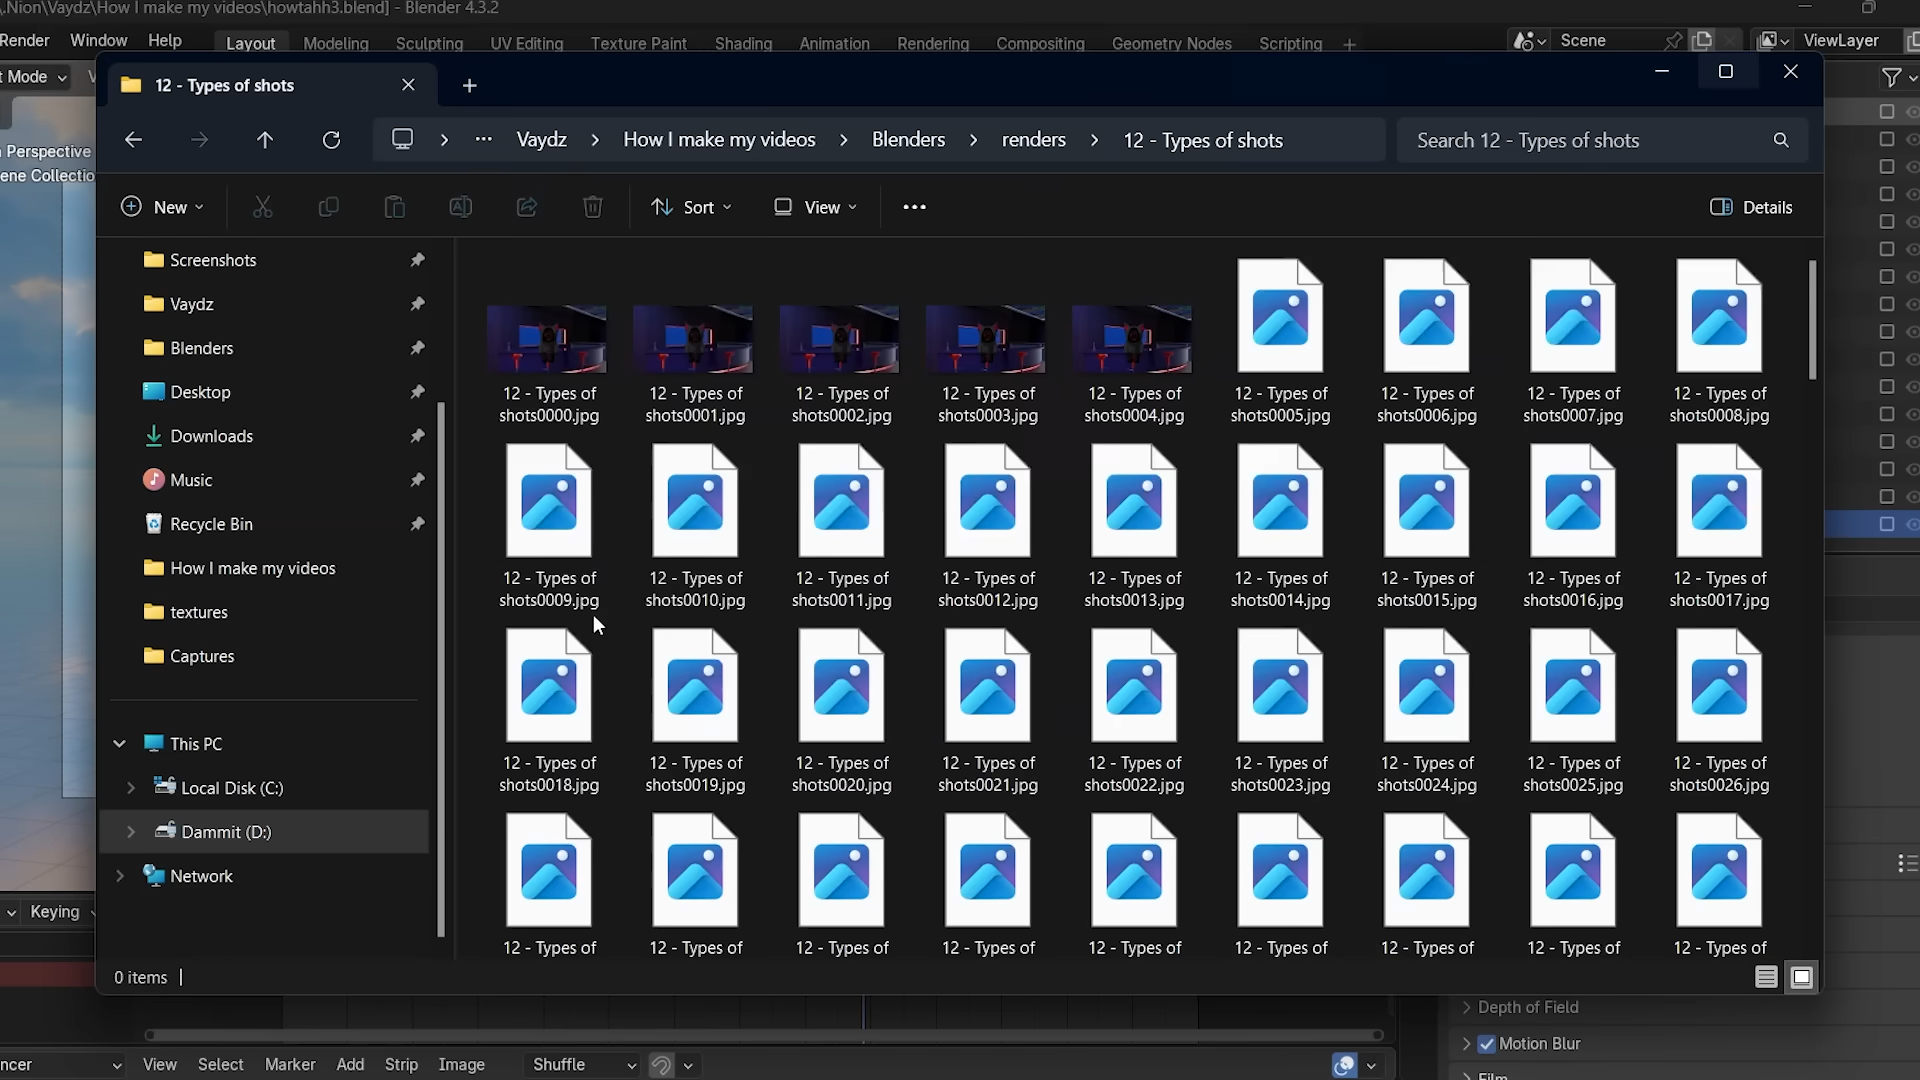 .Nion\Vaydz\How I make my videos\howtahh3.blend] - Blender 4.3.2
Render Window Help Layout Modeling Sculpting UV Editing Texture Paint Shading Animation Rendering Compositing Geometry Nodes Scripting + Scene ViewLayer
t Mode
12 - Types of shots
Perspective
ene Collectio
Vaydz > How I make my videos > Blenders > renders > 12 - Types of shots
Search 12 - Types of shots
New Sort View ... Details
Screenshots
Vaydz
Blenders
Desktop
Downloads
Music
Recycle Bin
How I make my videos
textures
Captures
This PC
Local Disk (C:)
Dammit (D:)
Network
12 - Types of 12 - Types of 12 - Types of 12 - Types of 12 - Types of 12 - Types of 12 - Types of 12 - Types of 12 - Types of
shots0000.jpg shots0001.jpg shots0002.jpg shots0003.jpg shots0004.jpg shots0005.jpg shots0006.jpg shots0007.jpg shots0008.jpg
12 - Types of 12 - Types of 12 - Types of 12 - Types of 12 - Types of 12 - Types of 12 - Types of 12 - Types of 12 - Types of
shots0009.jpg shots0010.jpg shots0011.jpg shots0012.jpg shots0013.jpg shots0014.jpg shots0015.jpg shots0016.jpg shots0017.jpg
12 - Types of 12 - Types of 12 - Types of 12 - Types of 12 - Types of 12 - Types of 12 - Types of 12 - Types of 12 - Types of
shots0018.jpg shots0019.jpg shots0020.jpg shots0021.jpg shots0022.jpg shots0023.jpg shots0024.jpg shots0025.jpg shots0026.jpg
12 - Types of 12 - Types of 12 - Types of 12 - Types of 12 - Types of 12 - Types of 12 - Types of 12 - Types of 12 - Types of
Keying
0 items
Depth of Field
Motion Blur
ncer View Select Marker Add Strip Image Shuffle